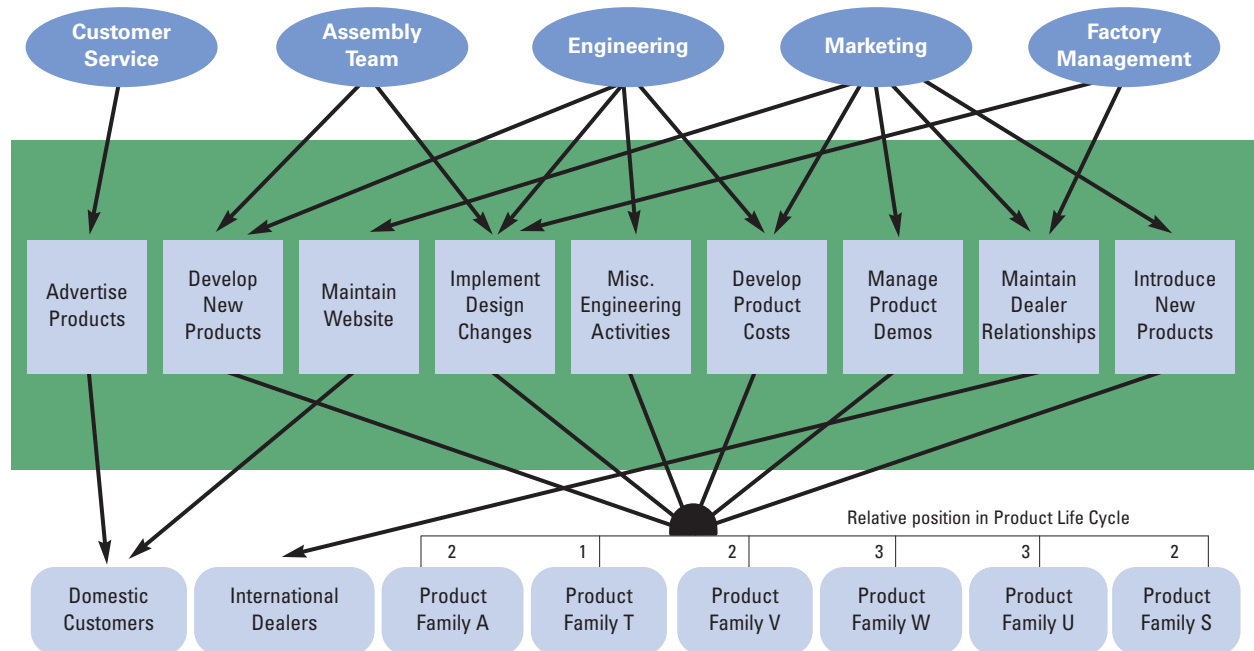 Customer
Service
Assembly
Team
Engineering
Marketing
Factory
Management
Advertise
Products
Develop
New
Products
Maintain
Website
Implement
Design
Changes
Misc.
Engineering
Activities
Develop
Product
Costs
Manage
Product
Demos
Maintain
Dealer
Relationships
Introduce
New
Products
Relative position in Product Life Cycle
2
1
2
3
3
2
Domestic
Customers
International
Dealers
Product
Family A
Product
Family T
Product
Family V
Product
Family W
Product
Family U
Product
Family S